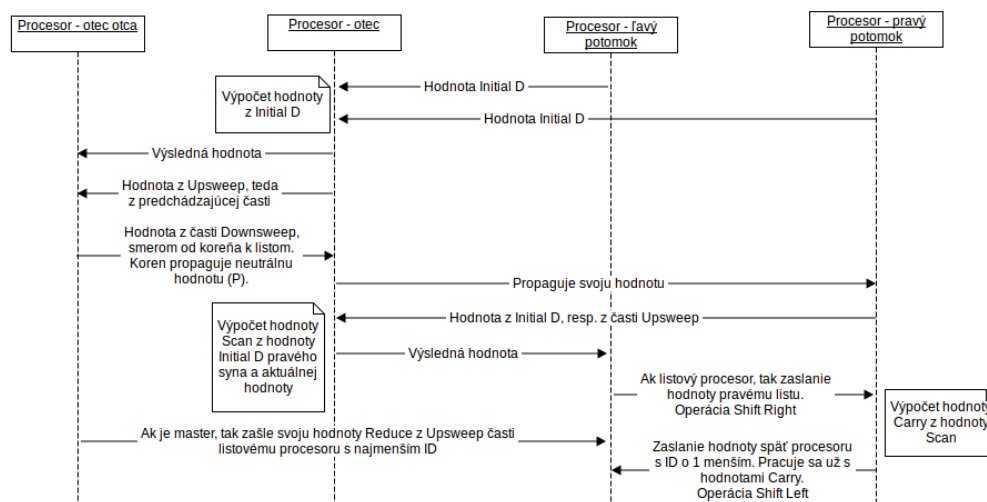 Procesor - otec otca
Procesor - otec
Procesor - ľavý
potomok
Procesor - pravý
potomok
Hodnota Initial D
Výpočet hodnoty
z Initial D
Hodnota Initial D
Výsledná hodnota
Hodnota z Upsweep, teda
z predchádzajúcej časti
Hodnota z časti Downsweep,
smerom od koreňa k listom.
Koren propaguje neutrálnu
hodnotu (P).
Propaguje svoju hodnotu
Výpočet hodnoty
Scan z hodnoty
Initial D pravého
syna a aktuálnej
hodnoty
Hodnota z Initial D, resp. z časti Upsweep
Výsledná hodnota
Ak listový procesor, tak zaslanie
hodnoty pravému listu.
Operácia Shift Right
Výpočet hodnoty
Carry z hodnoty
Scan
Ak je master, tak zašle svoju hodnoty Reduce z Upsweep časti
listovému procesoru s najmenším ID
Zaslanie hodnoty späť procesoru
s ID o 1 menším. Pracuje sa už s
hodnotami Carry.
Operácia Shift Left